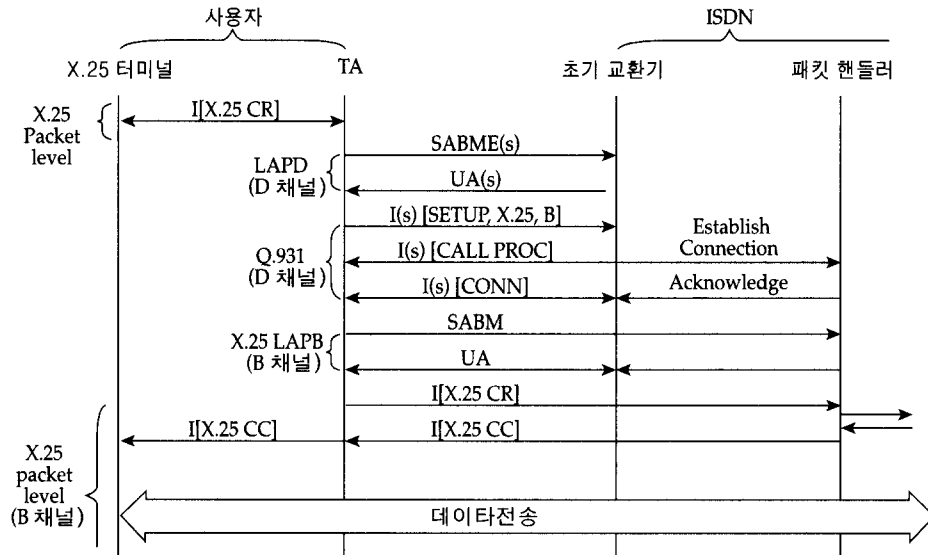 사용자
ISDN
X.25 터미널
TA
초기 교환기
패킷 핸들러
X.25
Packet
level
I[X.25 CR]
SABME(s)
LAPD
(D 채널)
UA(s)
I(s) [SETUP, X.25, B]
Establish
Connection
Q.931
(D 채널)
I(s) [CALL PROC]
I(s) [CONN]
Acknowledge
SABM
X.25 LAPB
(B 채널)
UA
I[X.25 CR]
I[X.25 CC]
I[X.25 CC]
X.25
packet
level
(B 채널)
데이타전송